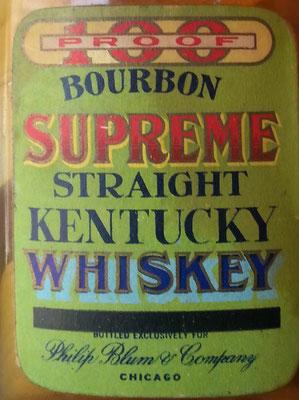 100 PROOF
BOURBON
SUPREME
STRAIGHT
KENTUCKY
WHISKEY
BOTTLED EXCLUSIVELY FOR
Philip Blum & Company
CHICAGO